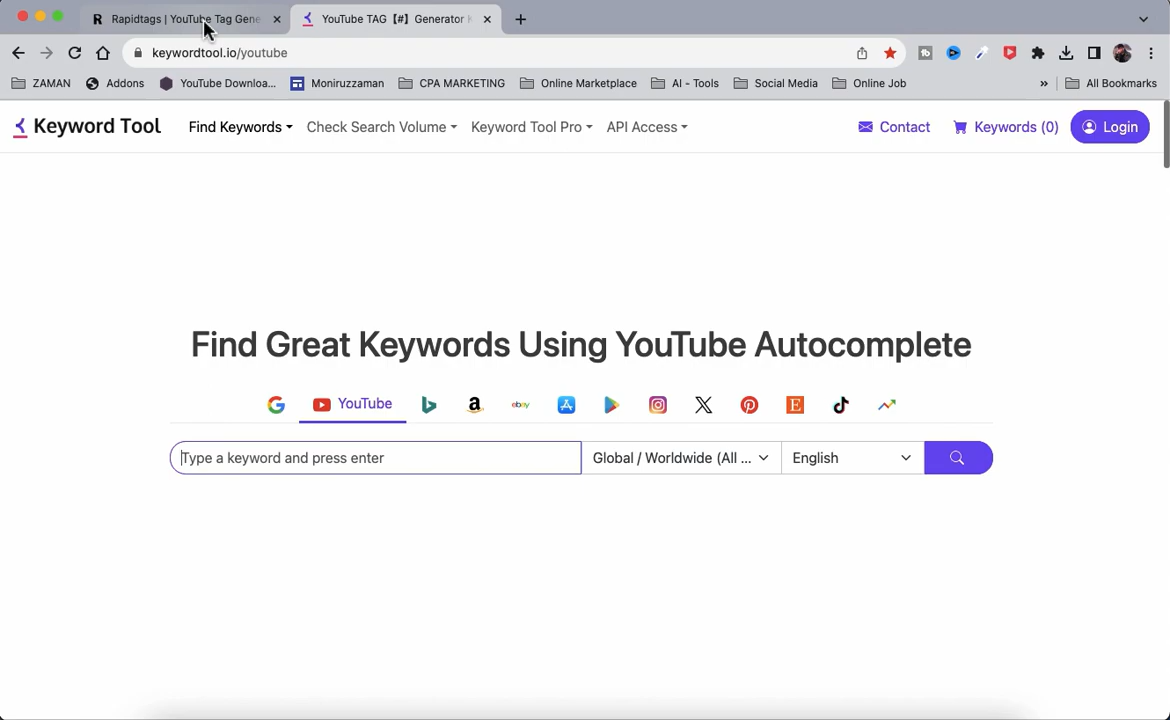 Rapidtags | YouTube Tag Gene
YouTube TAG【#】Generator
keywordtool.io/youtube
ZAMAN
Addons
YouTube Downloa...
Moniruzzaman
CPA MARKETING
Online Marketplace
AI - Tools
Social Media
Online Job
»
All Bookmarks
Keyword Tool
Find Keywords
Check Search Volume
Keyword Tool Pro
API Access
Contact
Keywords (0)
Login
Find Great Keywords Using YouTube Autocomplete
YouTube
Type a keyword and press enter
Global / Worldwide (All ...
English